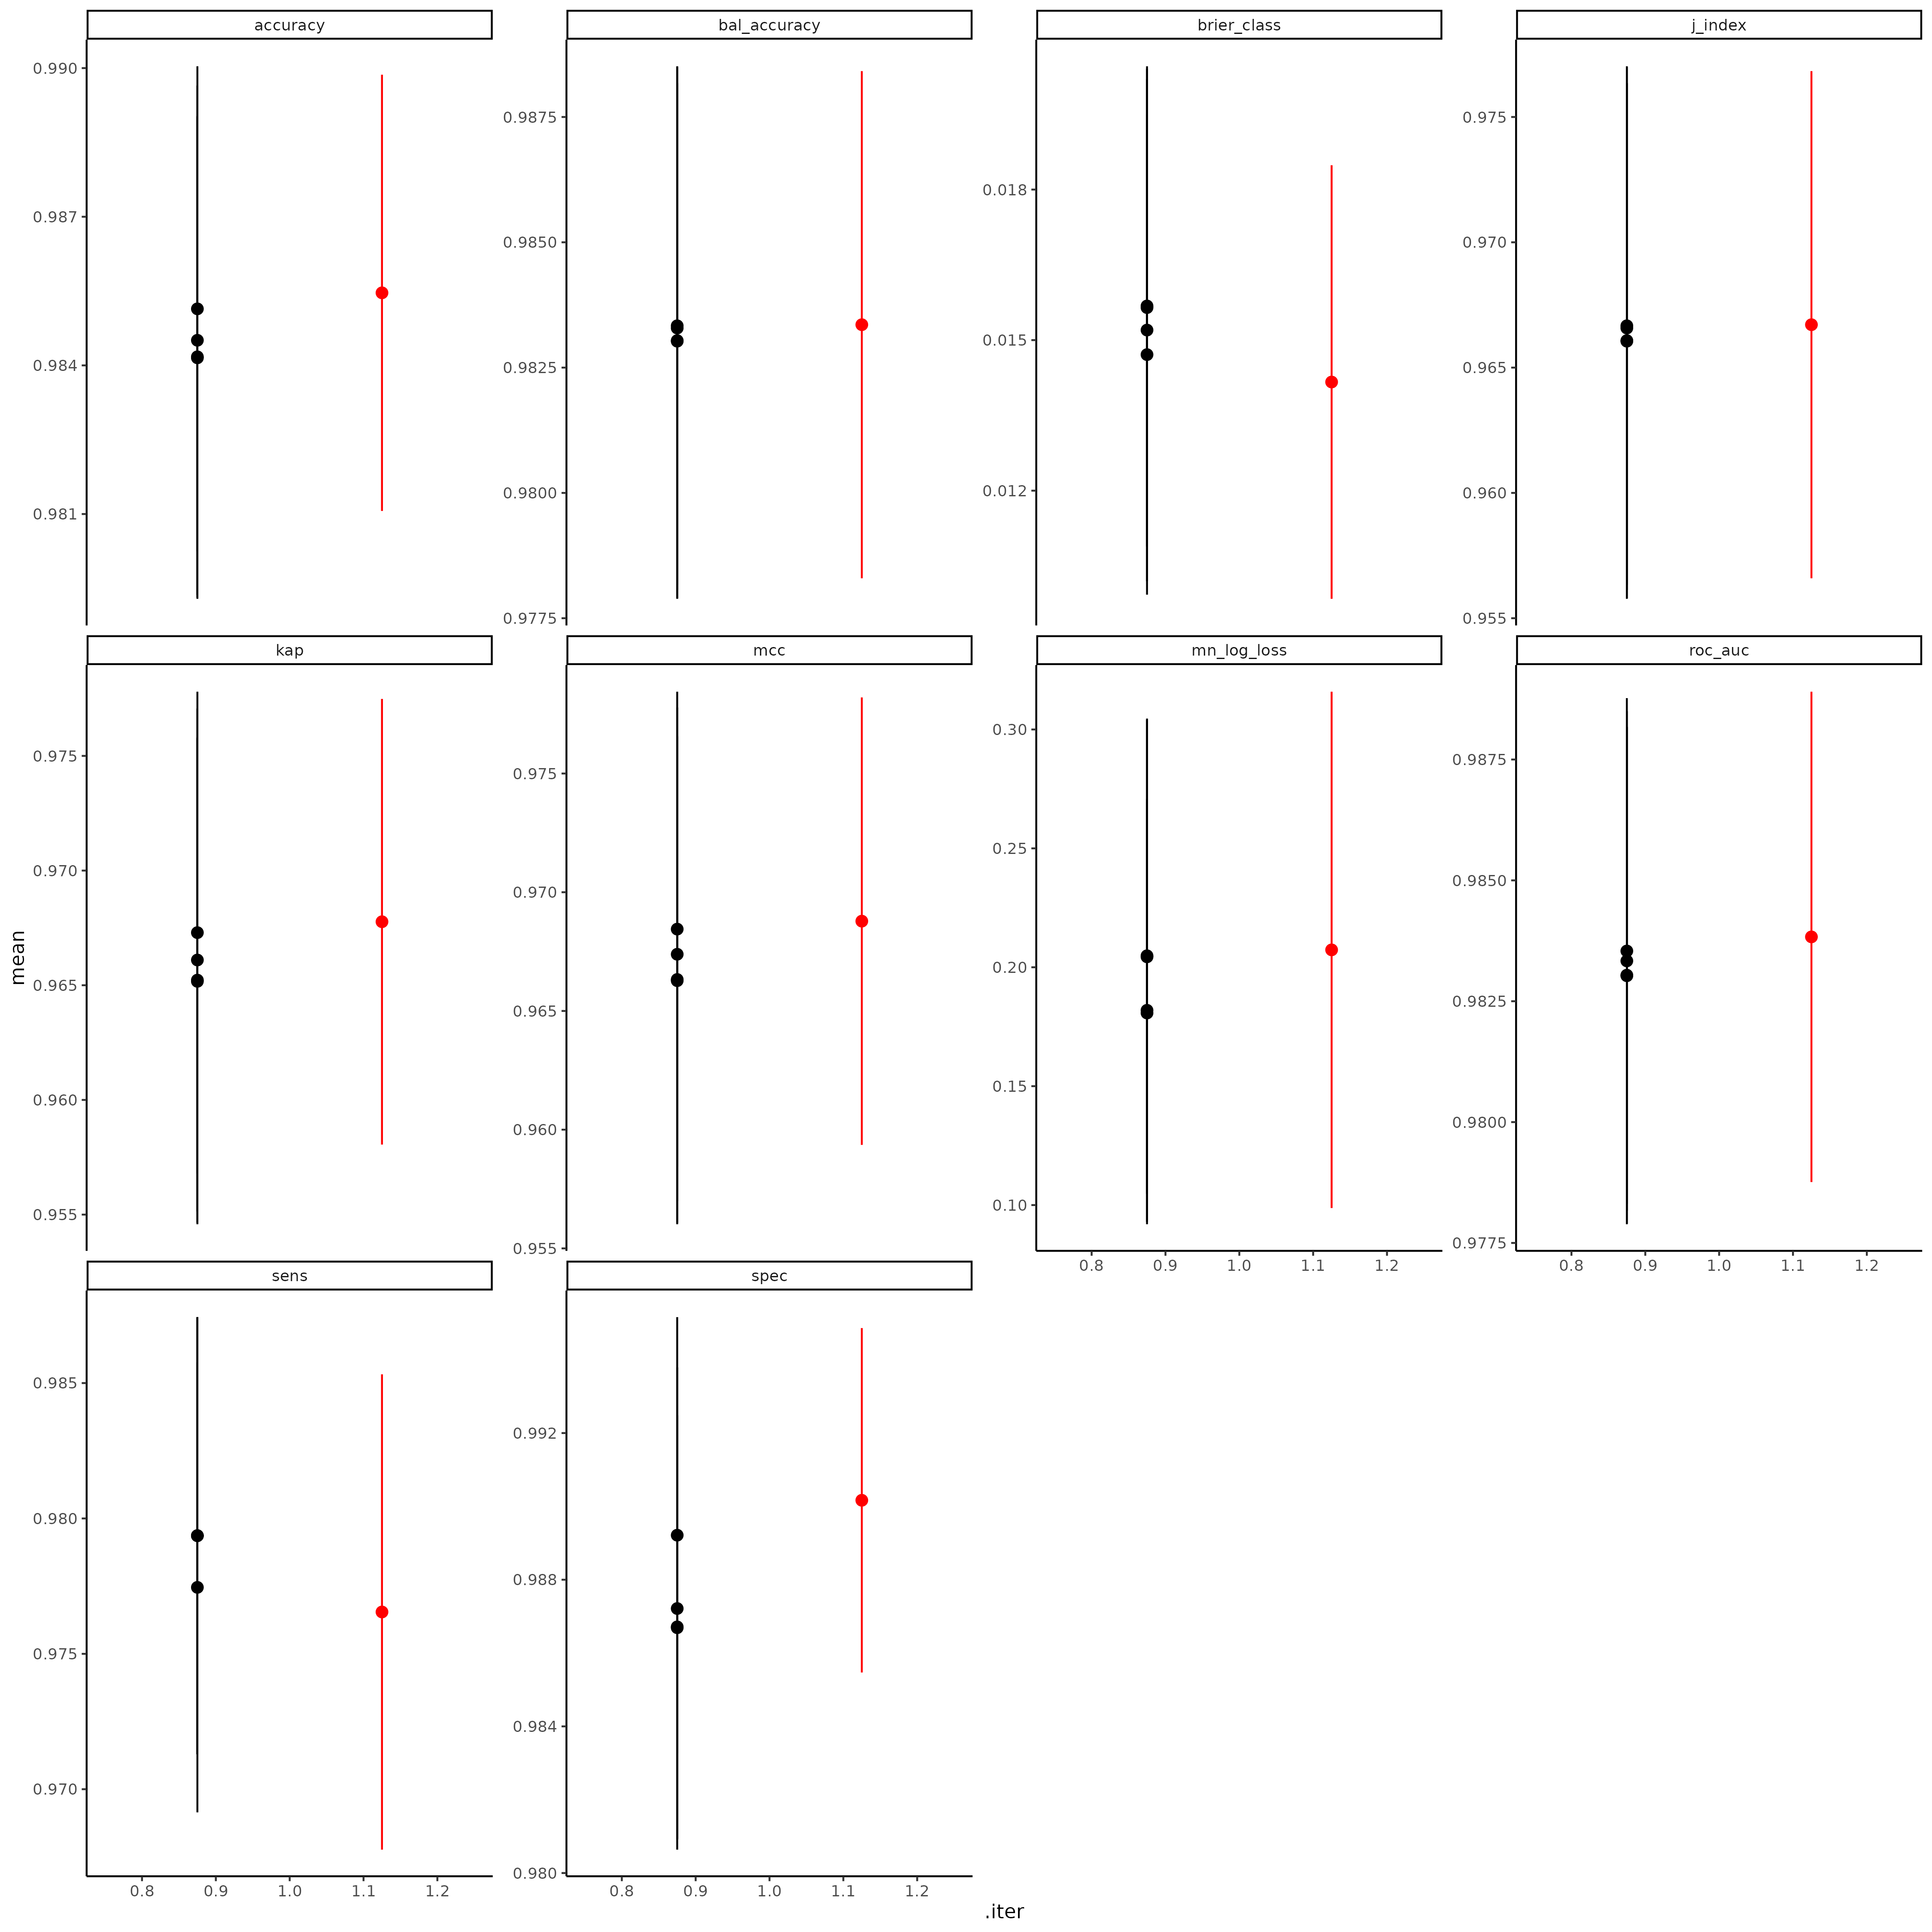 accuracy
bal_accuracy
brier_class
j_index
0.990
0.987
0.984
0.981
0.9875
0.9850
0.9825
0.9800
0.9775
0.018
0.015
0.012
0.975
0.970
0.965
0.960
0.955
kap
mcc
mn_log_loss
roc_auc
0.975
0.970
0.965
0.960
0.955
0.975
0.970
0.965
0.960
0.955
0.30
0.25
0.20
0.15
0.10
0.9875
0.9850
0.9825
0.9800
0.9775
0.8 0.9 1.0 1.1 1.2
0.8 0.9 1.0 1.1 1.2
mean
sens
spec
0.985
0.980
0.975
0.970
0.992
0.988
0.984
0.980
0.8 0.9 1.0 1.1 1.2
0.8 0.9 1.0 1.1 1.2
.iter